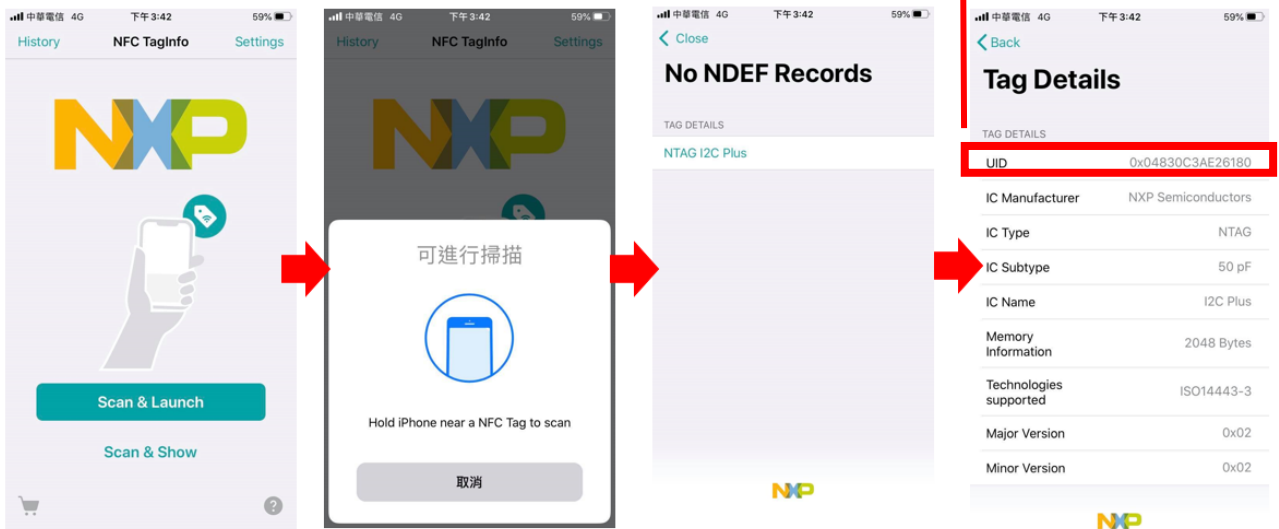 中華電信 4G 下午3:42 59%
History NFC TagInfo Settings
NXP
Scan & Launch
Scan & Show
?
中華電信 4G 下午3:42 59%
History NFC TagInfo Settings
可進行掃描
Hold iPhone near a NFC Tag to scan
取消
中華電信 4G 下午3:42 59%
Close
No NDEF Records
TAG DETAILS
NTAG I2C Plus
NXP
中華電信 4G 下午3:42 59%
Back
Tag Details
TAG DETAILS
UID 0x04830C3AE26180
IC Manufacturer NXP Semiconductors
IC Type NTAG
IC Subtype 50 pF
IC Name I2C Plus
Memory
Information 2048 Bytes
Technologies
supported ISO14443-3
Major Version 0x02
Minor Version 0x02
NXP